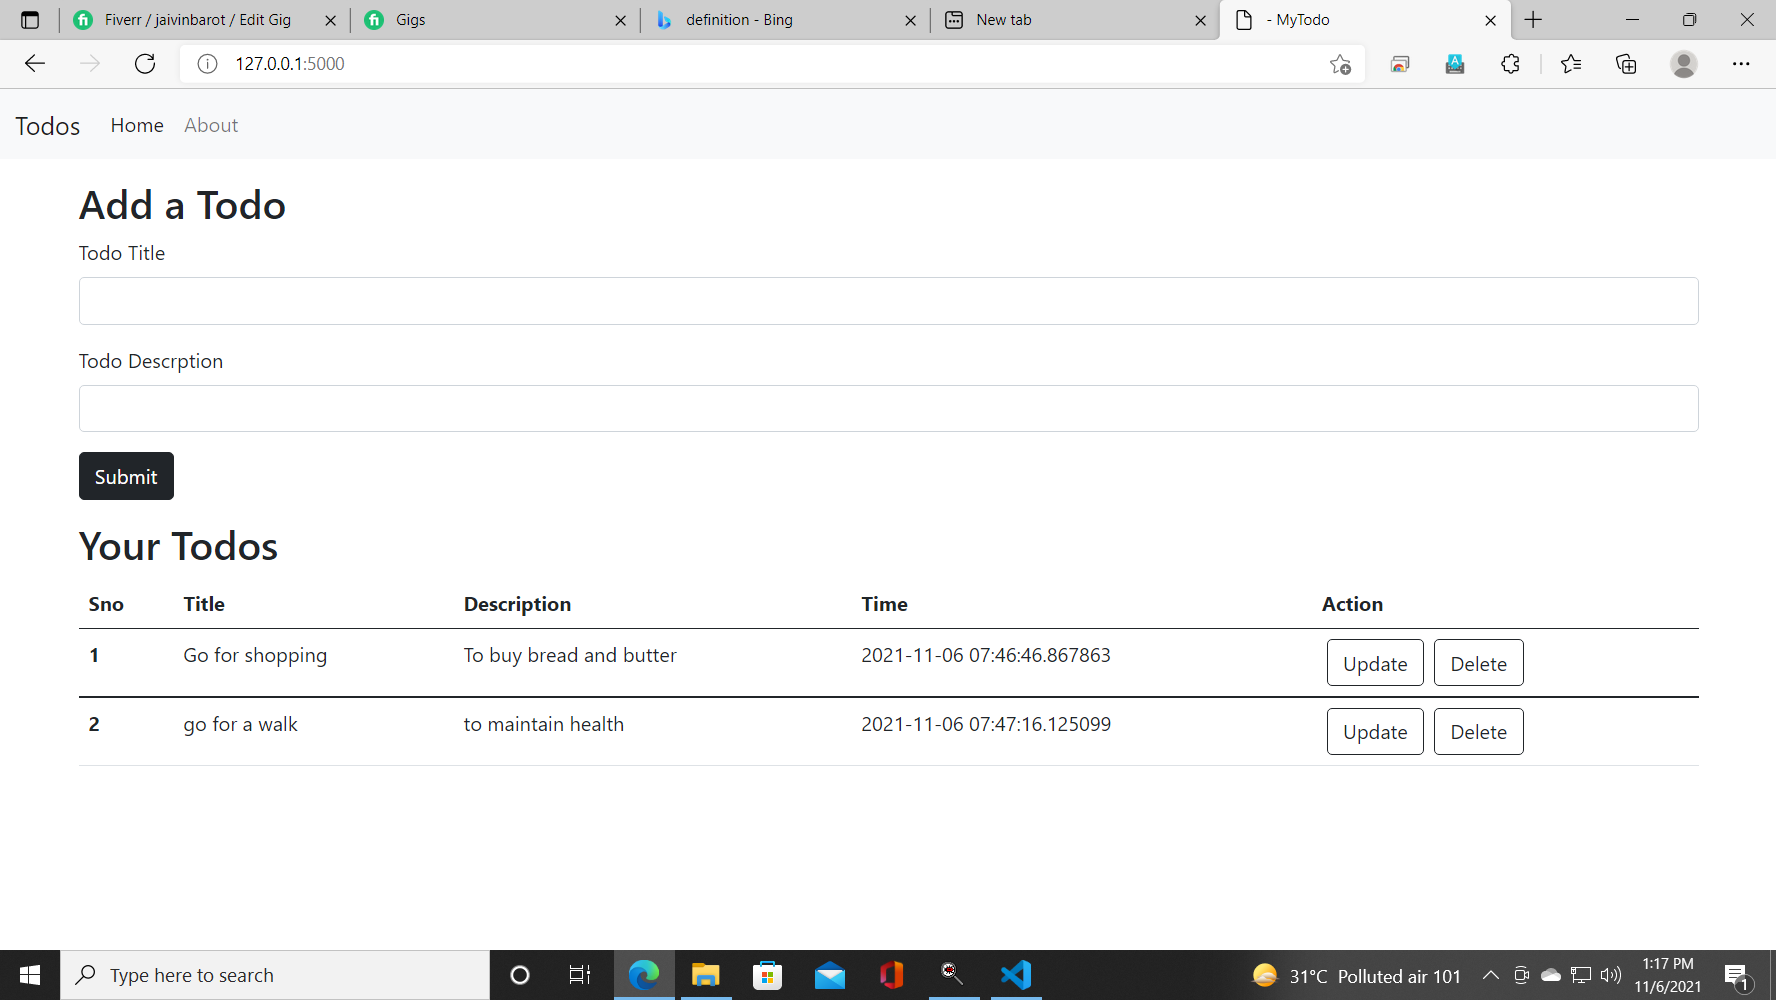 Fiverr / jaivinbarot / Edit Gig
Gigs
definition - Bing
New tab
- MyTodo
127.0.0.1:5000
Todos Home About
Add a Todo
Todo Title
Todo Descrption
Submit
Your Todos
Sno Title Description Time Action
1 Go for shopping To buy bread and butter 2021-11-06 07:46:46.867863 Update Delete
2 go for a walk to maintain health 2021-11-06 07:47:16.125099 Update Delete
Type here to search
31°C Polluted air 101
1:17 PM
11/6/2021
1